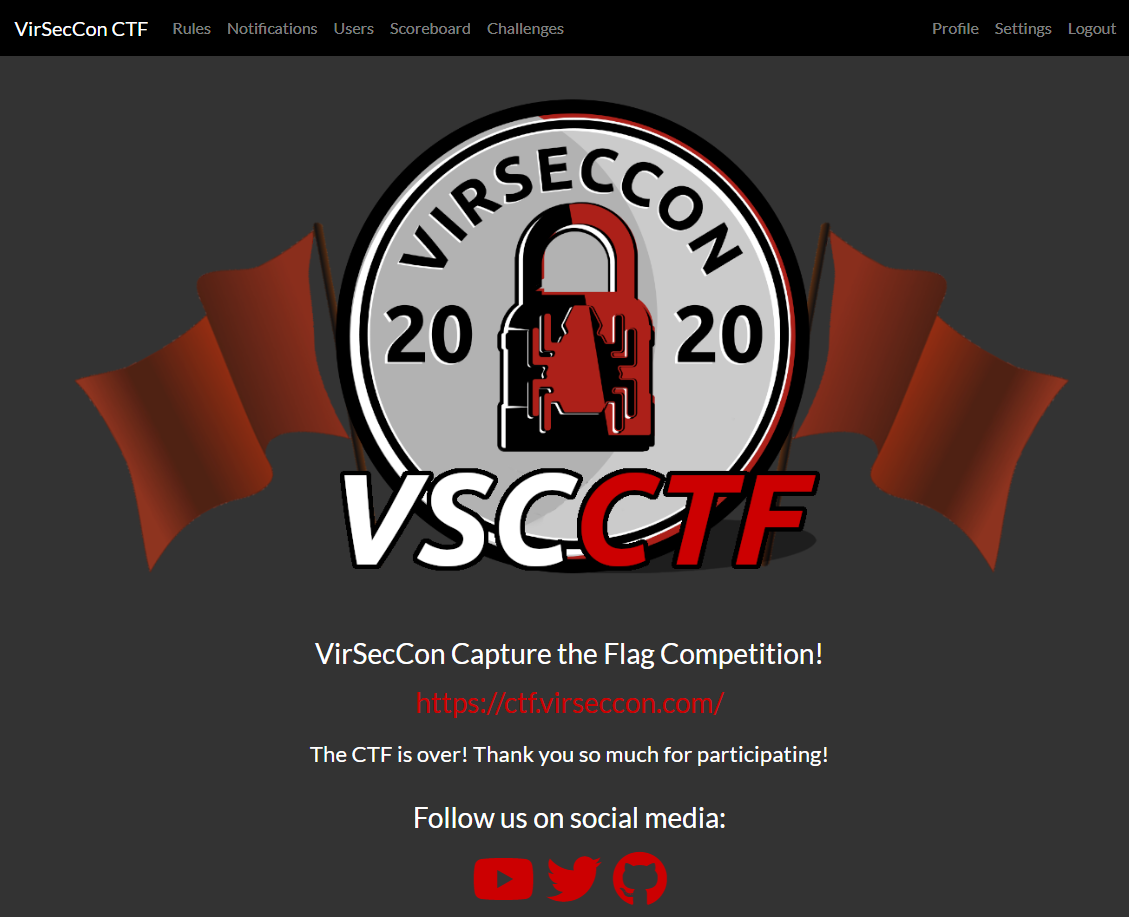 VirSecCon CTF Rules Notifications Users Scoreboard Challenges Profile Settings Logout
VIRSECCON
20 20
VSCCTF
VirSecCon Capture the Flag Competition!
https://ctf.virseccon.com/
The CTF is over! Thank you so much for participating!
Follow us on social media: